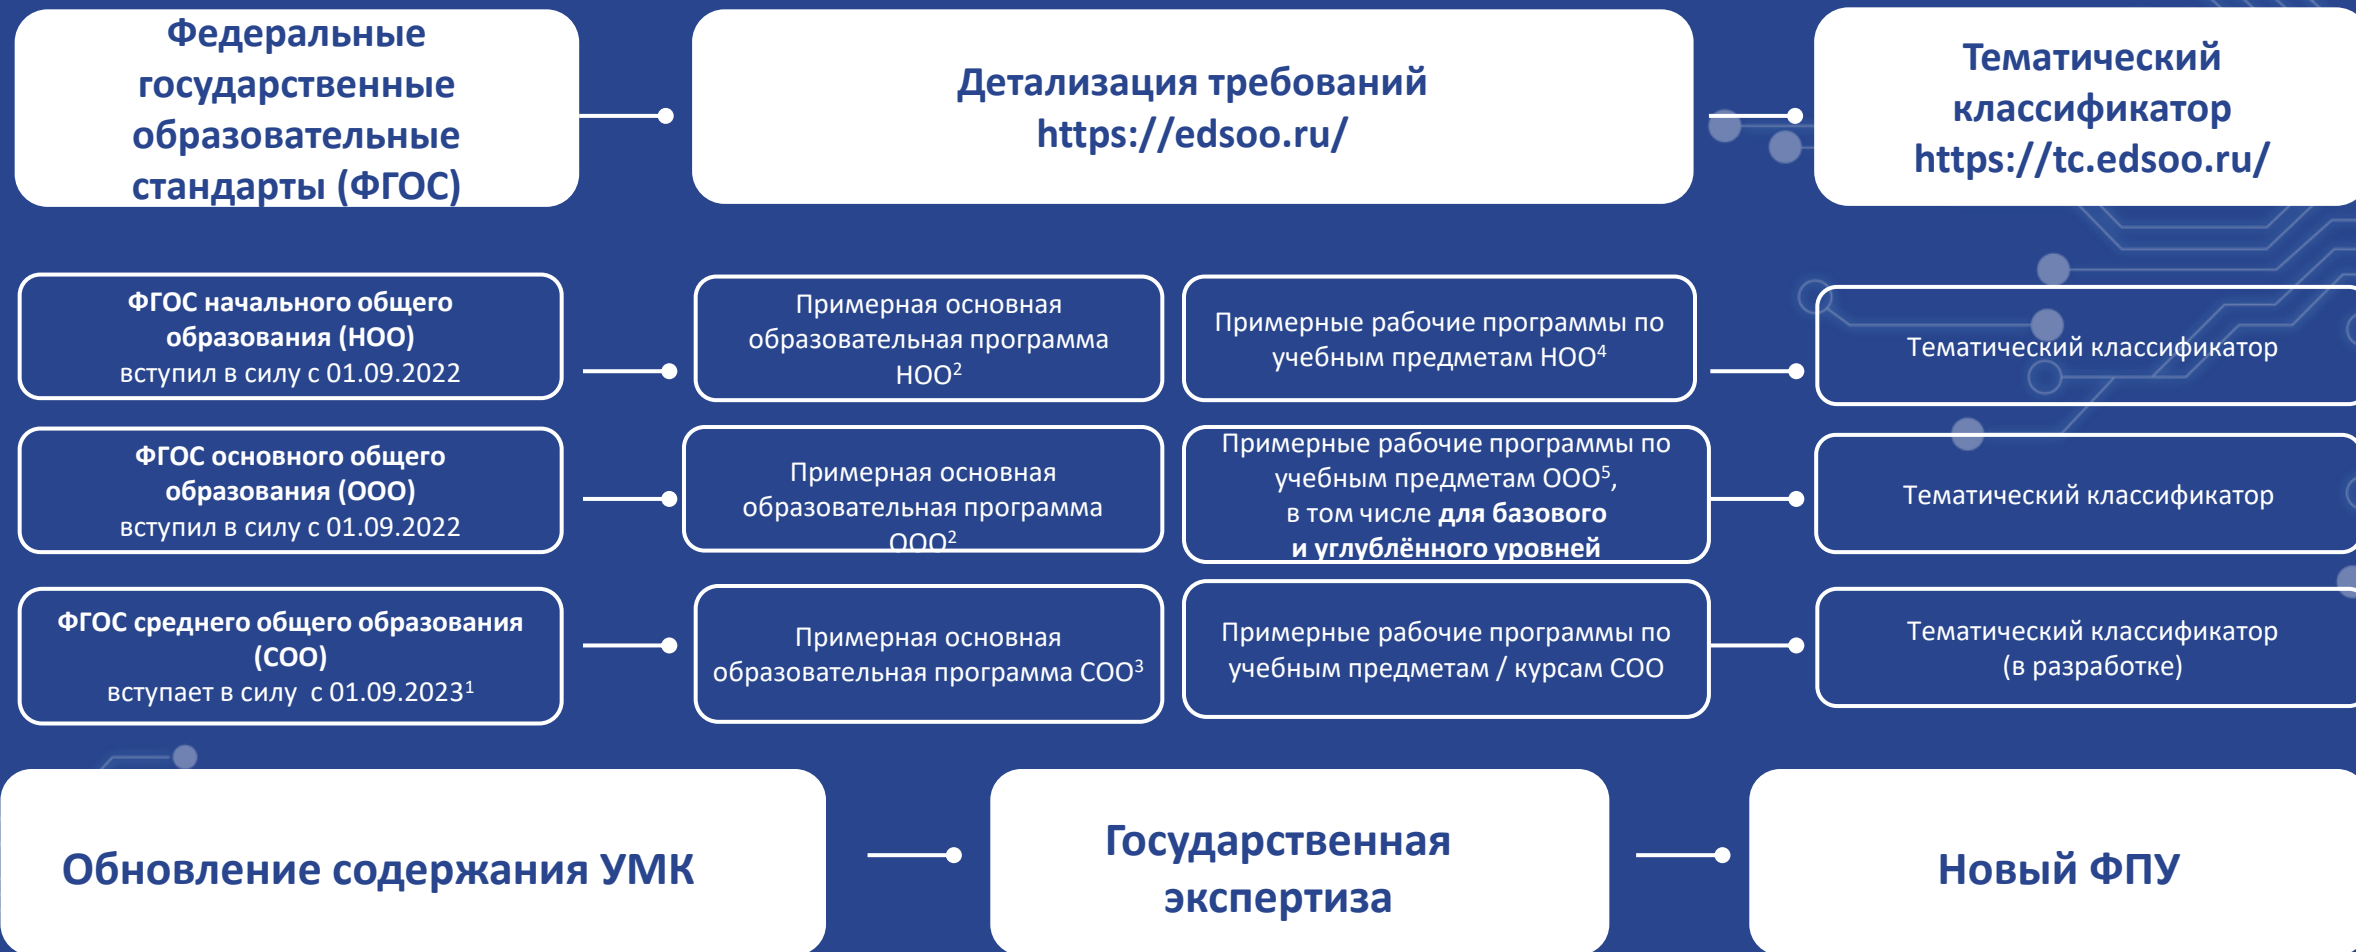 Федеральные
государственные
образовательные
стандарты (ФГОС)
Детализация требований
https://edsoo.ru/
Тематический
классификатор
https://tc.edsoo.ru/
ФГОС начального общего
образования (НОО)
вступил в силу с 01.09.2022
Примерная основная
образовательная программа
НОО²
Примерные рабочие программы по
учебным предметам НОО⁴
Тематический классификатор
ФГОС основного общего
образования (ООО)
вступил в силу с 01.09.2022
Примерная основная
образовательная программа
ООО²
Примерные рабочие программы по
учебным предметам ООО⁵,
в том числе для базового
и углублённого уровней
Тематический классификатор
ФГОС среднего общего образования
(СОО)
вступает в силу с 01.09.2023¹
Примерная основная
образовательная программа СОО³
Примерные рабочие программы по
учебным предметам / курсам СОО
Тематический классификатор
(в разработке)
Обновление содержания УМК
Государственная
экспертиза
Новый ФПУ